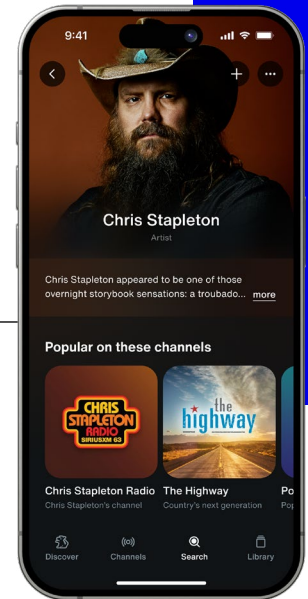 9:41
Chris Stapleton
Artist
Chris Stapleton appeared to be one of those
overnight storybook sensations: a troubado... more
Popular on these channels
CHRIS
STAPLETON
RADIO
SIRIUSXM 63
the
highway
Chris Stapleton Radio
Chris Stapleton's channel
The Highway
Country's next generation
Po
Pop
Discover
Channels
Search
Library